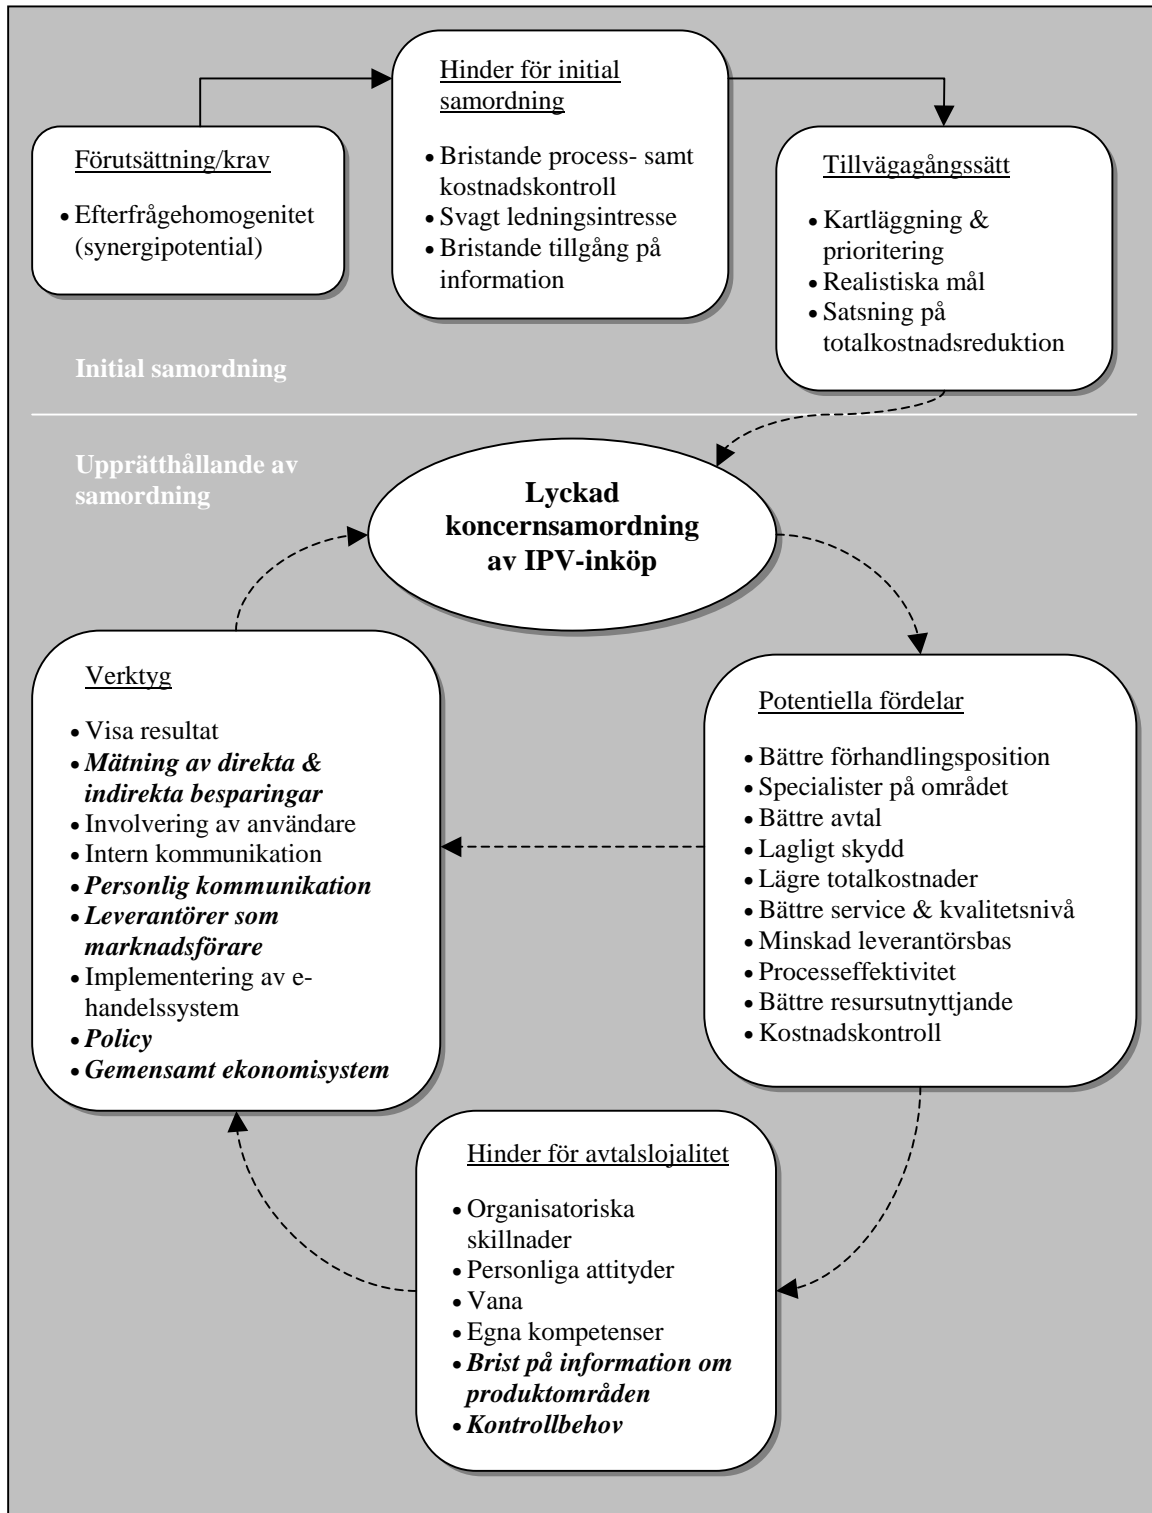 Förutsättning/krav
• Efterfrågehomogenitet
(synergipotential)
Hinder för initial
samordning
• Bristande process- samt
kostnadskontroll
• Svagt ledningsintresse
• Bristande tillgång på
information
Tillvägagångssätt
• Kartläggning &
prioritering
• Realistiska mål
• Satsning på
totalkostnadsreduktion
Initial samordning
Upprätthållande av
samordning
Lyckad
koncernsamordning
av IPV-inköp
Verktyg
• Visa resultat
• Mätning av direkta &
indirekta besparingar
• Involvering av användare
• Intern kommunikation
• Personlig kommunikation
• Leverantörer som
marknadsförare
• Implementering av e-
handelssystem
• Policy
• Gemensamt ekonomisystem
Potentiella fördelar
• Bättre förhandlingsposition
• Specialister på området
• Bättre avtal
• Lagligt skydd
• Lägre totalkostnader
• Bättre service & kvalitetsnivå
• Minskad leverantörsbas
• Processeffektivitet
• Bättre resursutnyttjande
• Kostnadskontroll
Hinder för avtalslojalitet
• Organisatoriska
skillnader
• Personliga attityder
• Vana
• Egna kompetenser
• Brist på information om
produktområden
• Kontrollbehov